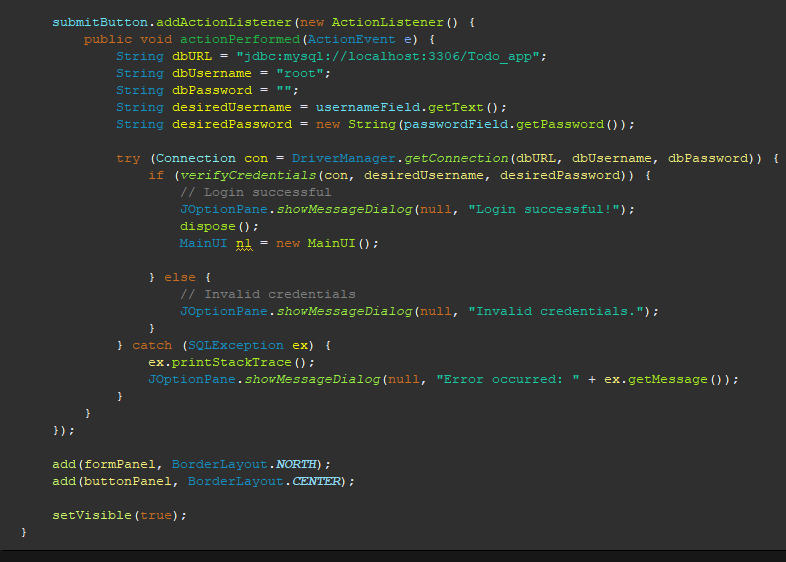 submitButton.addActionListener(new ActionListener() {
public void actionPerformed(ActionEvent e) {
String dbURL = "jdbc:mysql://localhost:3306/Todo_app";
String dbUsername = "root";
String dbPassword = "";
String desiredUsername = usernameField.getText();
String desiredPassword = new String(passwordField.getPassword());
try (Connection con = DriverManager.getConnection(dbURL, dbUsername, dbPassword)) {
if (verifyCredentials(con, desiredUsername, desiredPassword)) {
// Login successful
JOptionPane.showMessageDialog(null, "Login successful!");
dispose();
MainUI n1 = new MainUI();
} else {
// Invalid credentials
JOptionPane.showMessageDialog(null, "Invalid credentials.");
}
} catch (SQLException ex) {
ex.printStackTrace();
JOptionPane.showMessageDialog(null, "Error occurred: " + ex.getMessage());
}
}
});
add(formPanel, BorderLayout.NORTH);
add(buttonPanel, BorderLayout.CENTER);
setVisible(true);
}